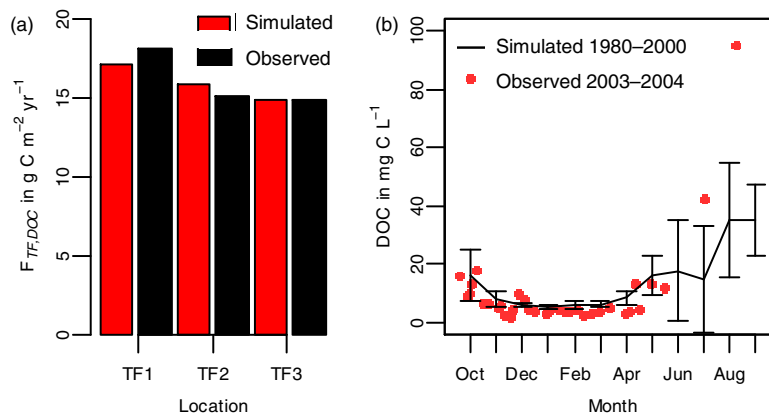 (a)
F_TF,DOC in g C m⁻² yr⁻¹
20
15
10
5
0
Simulated
Observed
TF1 TF2 TF3
Location
(b)
DOC in mg C L⁻¹
100
80
60
40
20
0
Simulated 1980–2000
Observed 2003–2004
Oct Dec Feb Apr Jun Aug
Month